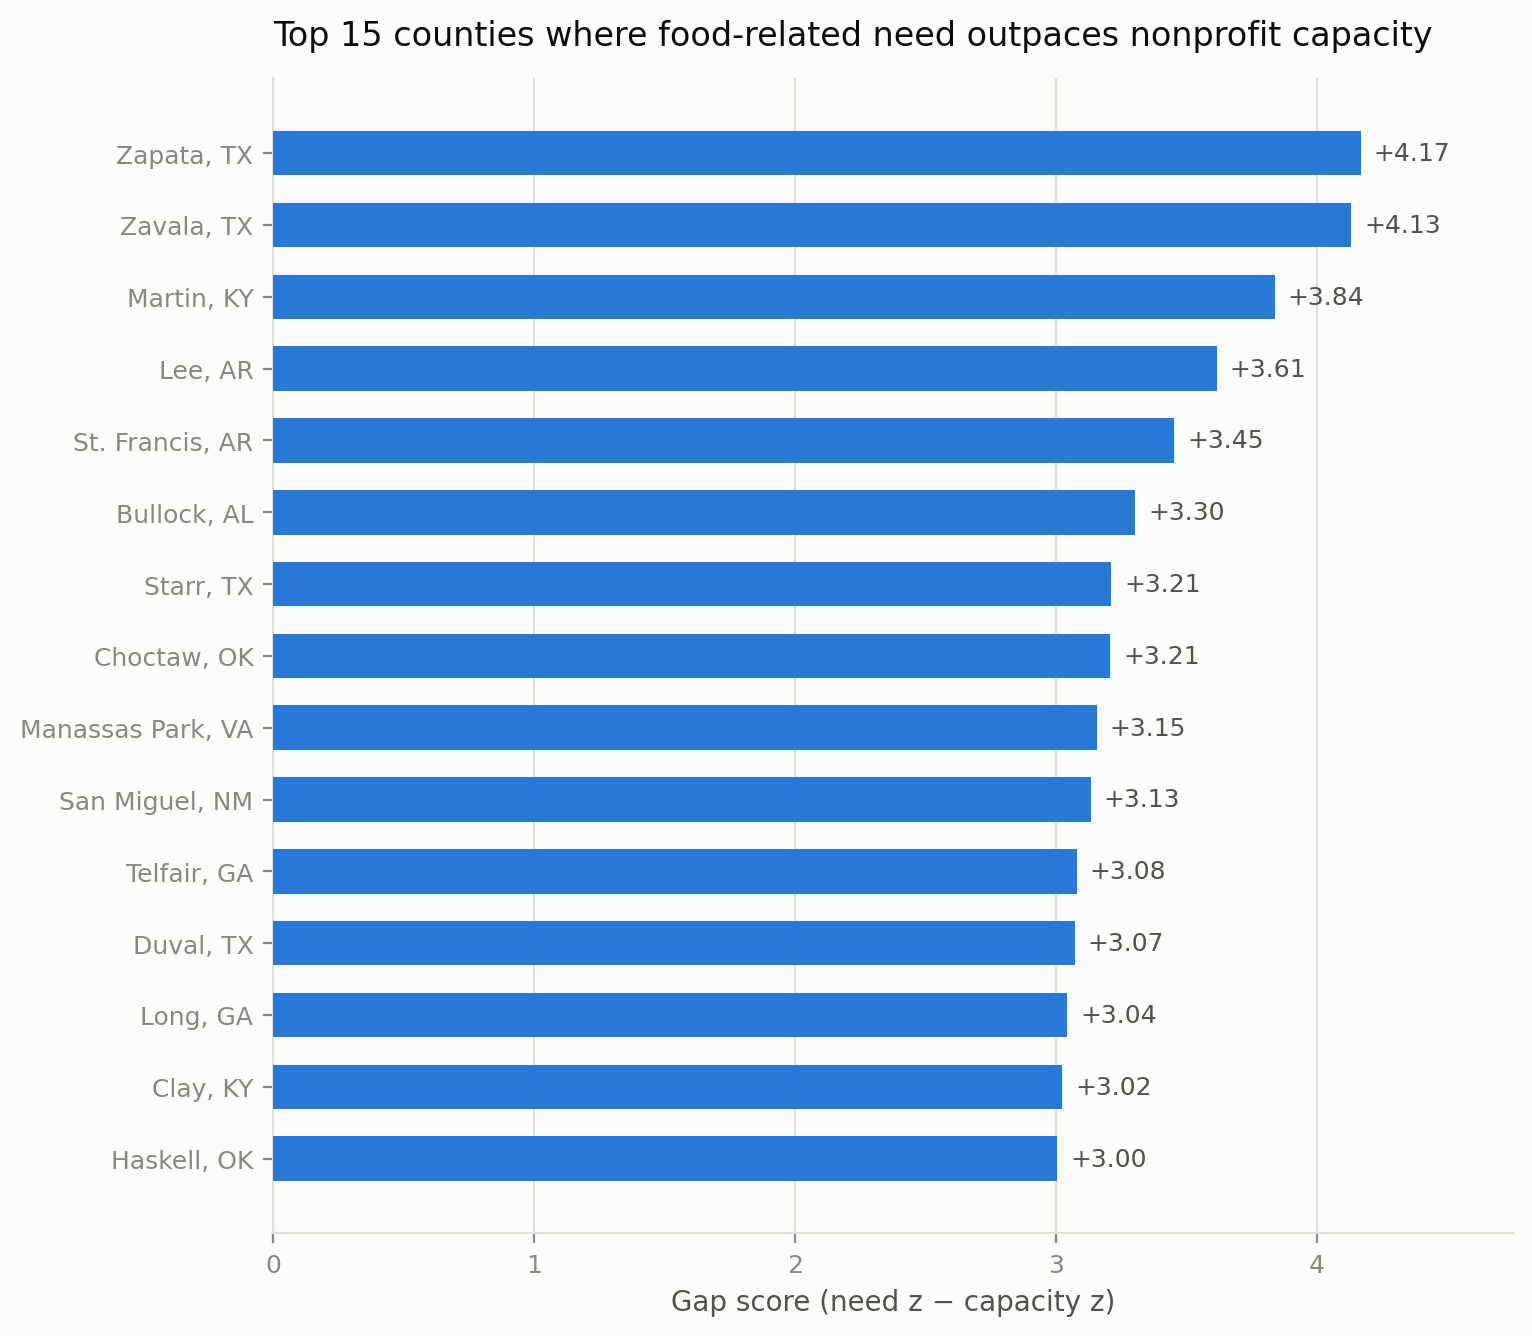 Top 15 counties where food-related need outpaces nonprofit capacity
Zapata, TX +4.17
Zavala, TX +4.13
Martin, KY +3.84
Lee, AR +3.61
St. Francis, AR +3.45
Bullock, AL +3.30
Starr, TX +3.21
Choctaw, OK +3.21
Manassas Park, VA +3.15
San Miguel, NM +3.13
Telfair, GA +3.08
Duval, TX +3.07
Long, GA +3.04
Clay, KY +3.02
Haskell, OK +3.00
0 1 2 3 4
Gap score (need z − capacity z)